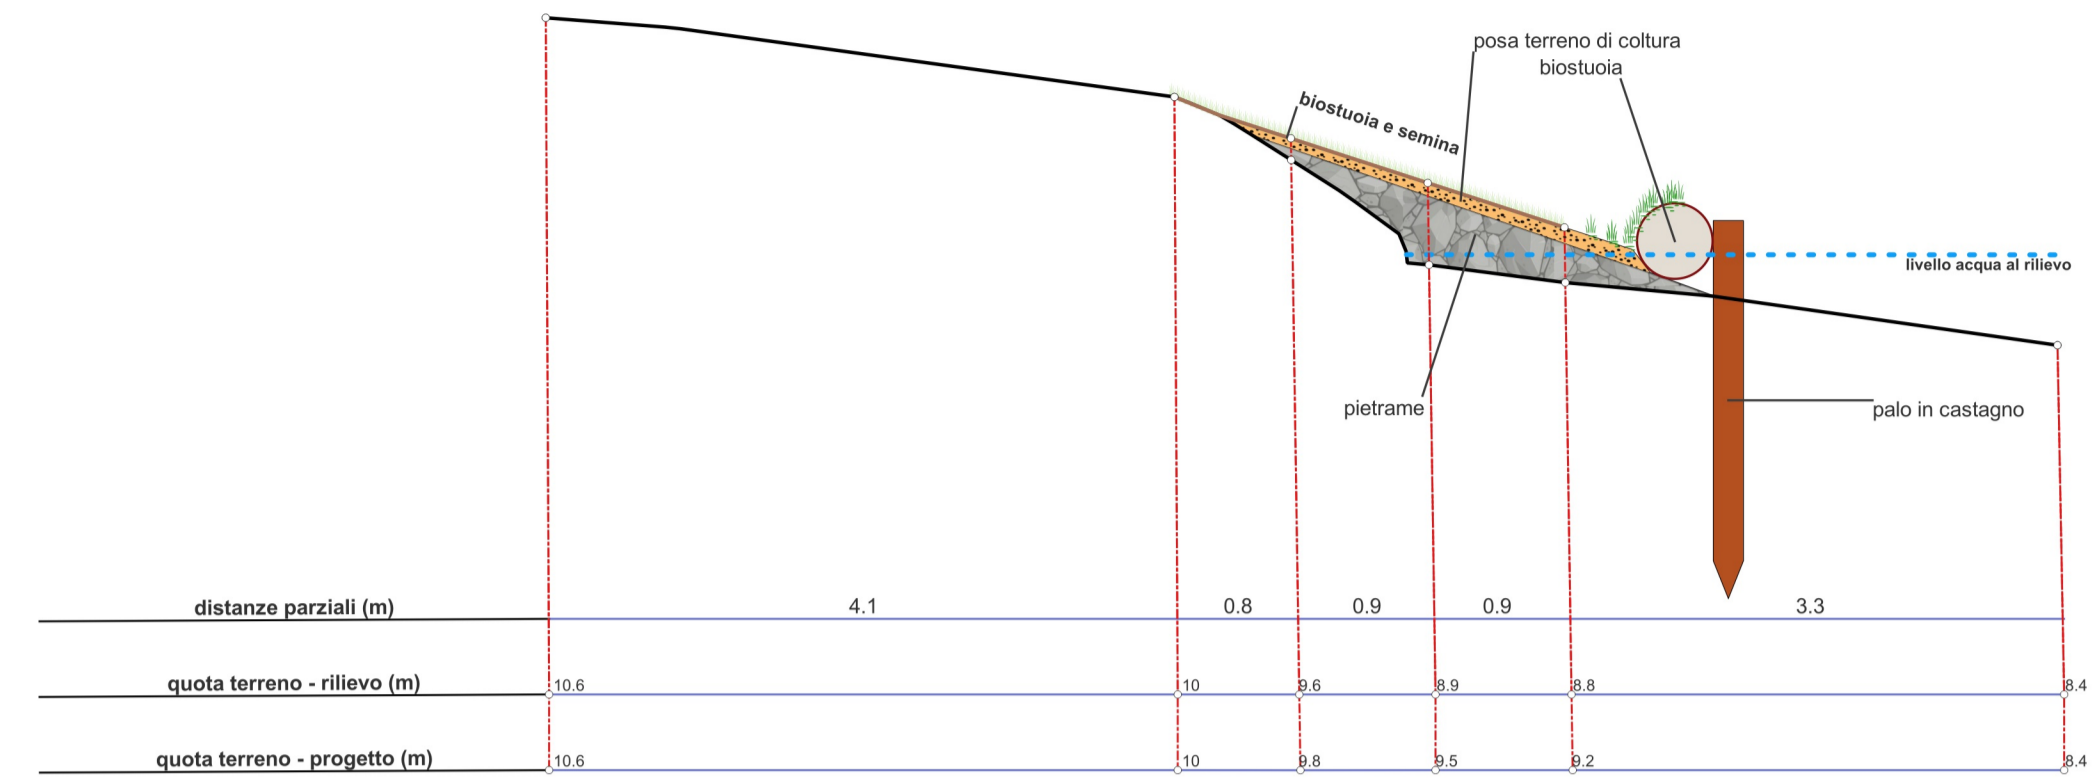 posa terreno di coltura
biostuoia
biostuoia e semina
livello acqua al rilievo
pietrame
palo in castagno
distanze parziali (m) 4.1 0.8 0.9 0.9 3.3
quota terreno - rilievo (m) 10.6 10 9.6 8.9 8.8 8.4
quota terreno - progetto (m) 10.6 10 9.8 9.5 9.2 8.4